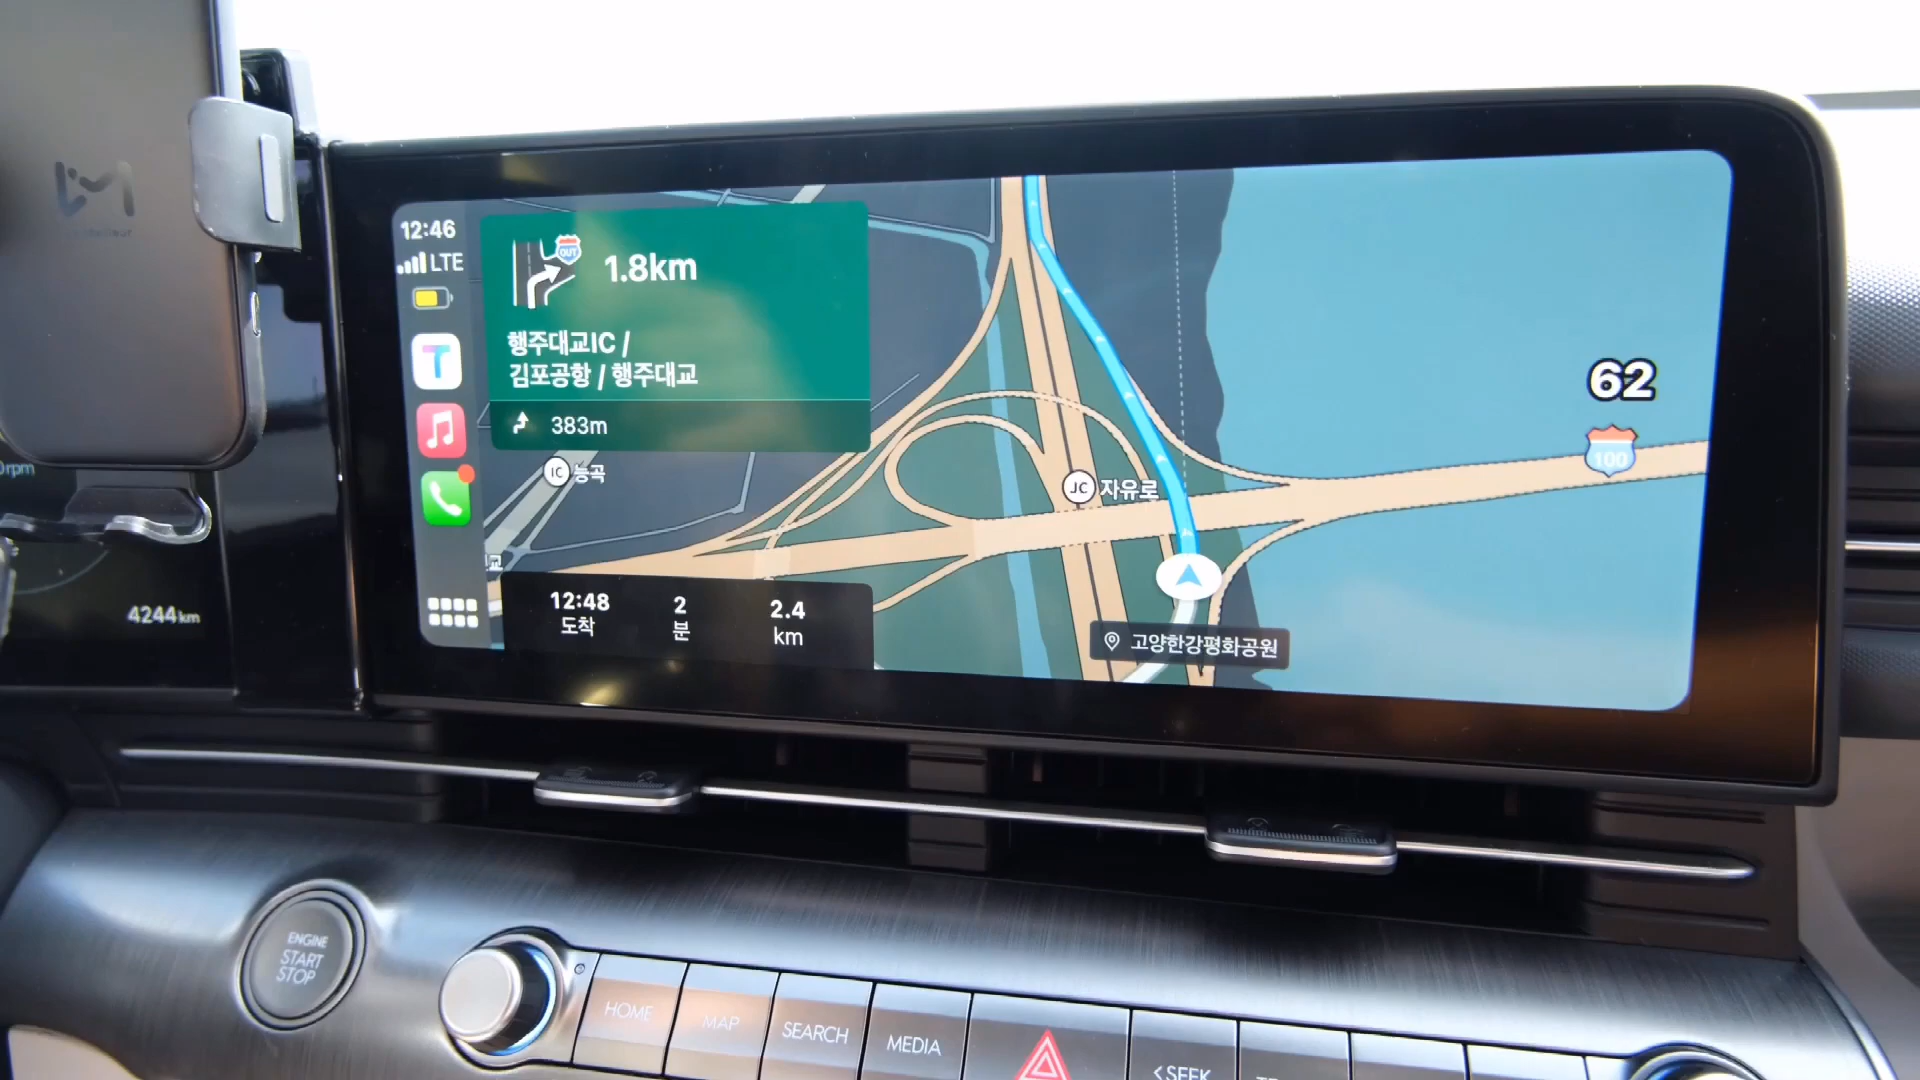 12:46
LTE
T
OUT
1.8km
행주대교IC /
김포공항 / 행주대교
383m
IC 능곡
JC 자유로
62
100
교
12:48
도착
2
분
2.4
km
고양한강평화공원
rpm
4244km
ENGINE
START
STOP
HOME
MAP
SEARCH
MEDIA
<SEEK